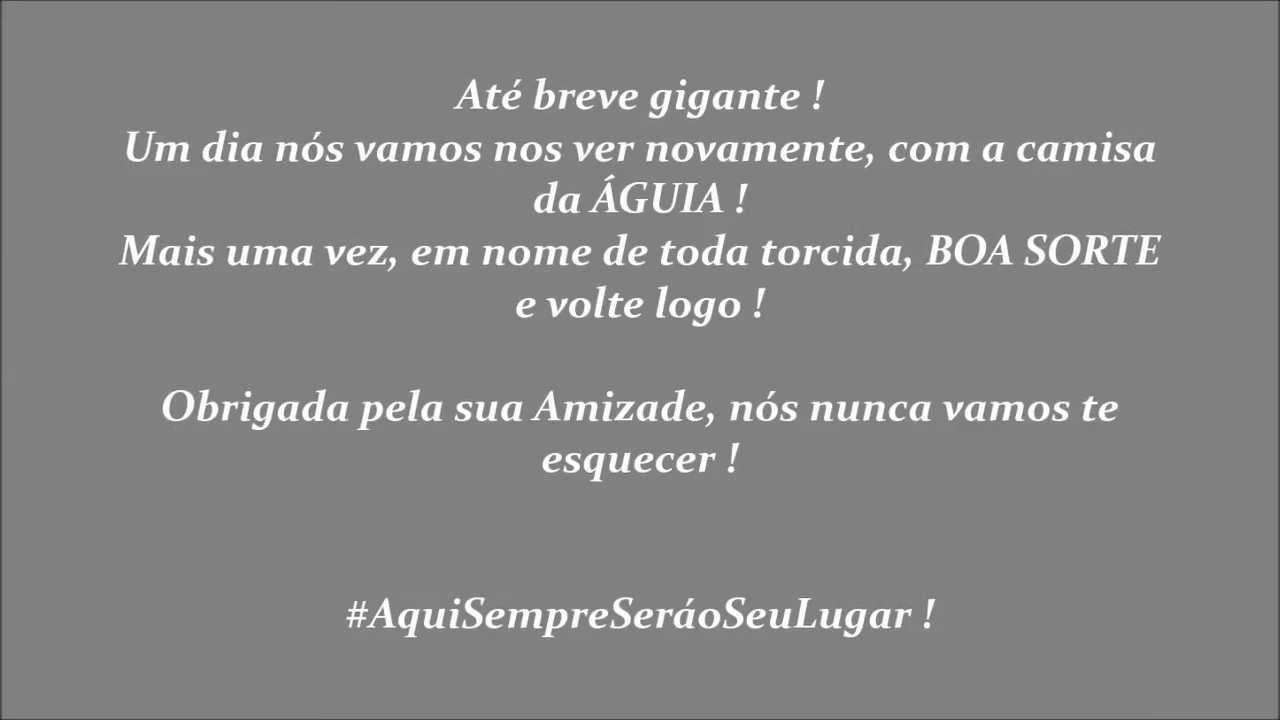 Até breve gigante !
Um dia nós vamos nos ver novamente, com a camisa
da ÁGUIA !
Mais uma vez, em nome de toda torcida, BOA SORTE
e volte logo !
Obrigada pela sua Amizade, nós nunca vamos te
esquecer !
#AquiSempreSeráoSeuLugar !